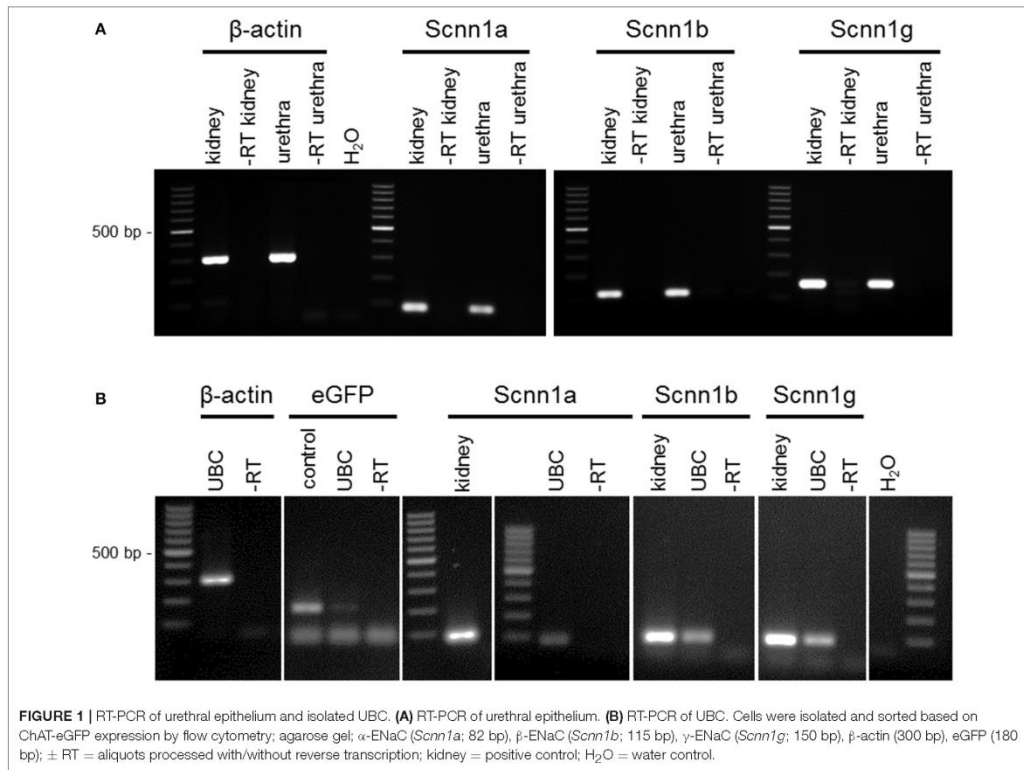 A
β-actin Scnn1a Scnn1b Scnn1g
kidney -RT kidney urethra -RT urethra H₂O kidney -RT kidney urethra -RT urethra kidney -RT kidney urethra -RT urethra kidney -RT kidney urethra -RT urethra
500 bp -
B
β-actin eGFP Scnn1a Scnn1b Scnn1g
UBC -RT control UBC -RT kidney UBC -RT kidney UBC -RT kidney UBC -RT H₂O
500 bp -
FIGURE 1 | RT-PCR of urethral epithelium and isolated UBC. (A) RT-PCR of urethral epithelium. (B) RT-PCR of UBC. Cells were isolated and sorted based on
ChAT-eGFP expression by flow cytometry; agarose gel; α-ENaC (Scnn1a; 82 bp), β-ENaC (Scnn1b; 115 bp), γ-ENaC (Scnn1g; 150 bp), β-actin (300 bp), eGFP (180
bp); ± RT = aliquots processed with/without reverse transcription; kidney = positive control; H₂O = water control.